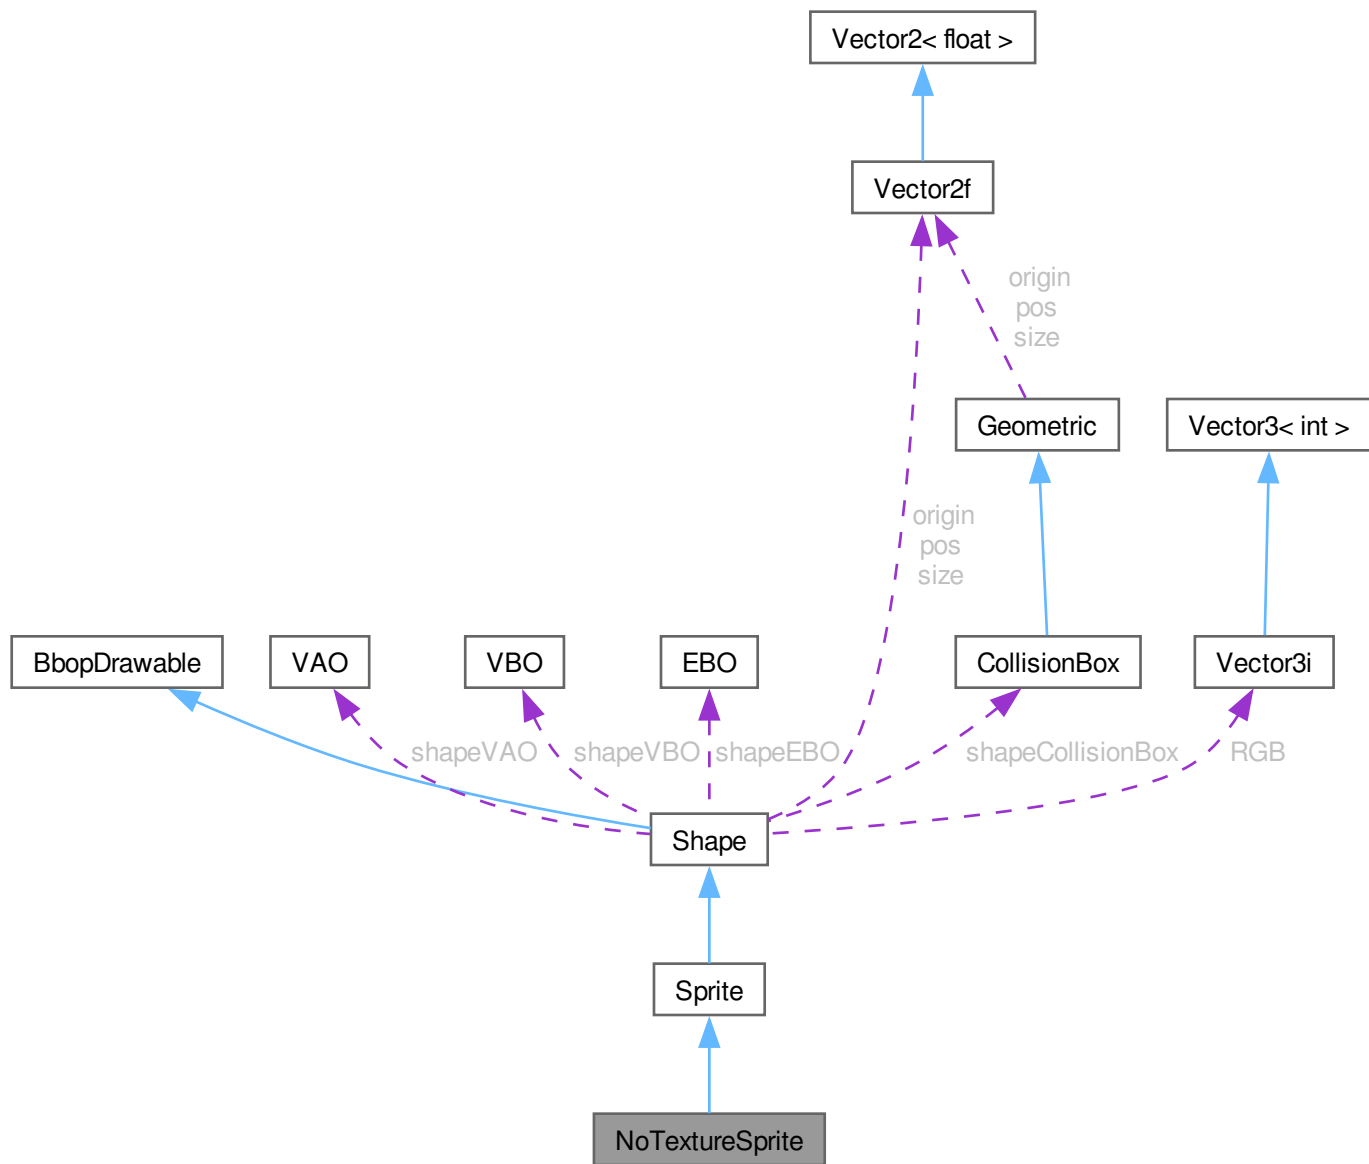 Vector2< float >
Vector2f
origin
pos
size
Geometric
Vector3< int >
origin
pos
size
BbopDrawable
VAO
VBO
EBO
CollisionBox
Vector3i
shapeVAO
shapeVBO
shapeEBO
shapeCollisionBox
RGB
Shape
Sprite
NoTextureSprite